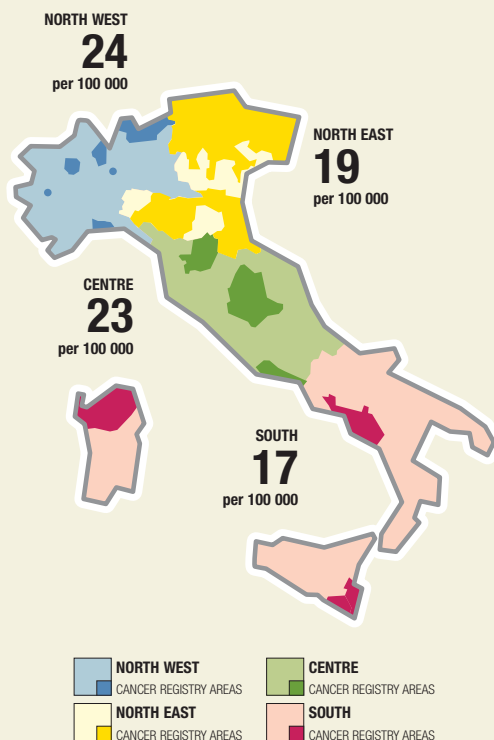 NORTH WEST
24
per 100 000
NORTH EAST
19
per 100 000
CENTRE
23
per 100 000
SOUTH
17
per 100 000
NORTH WEST
CANCER REGISTRY AREAS
CENTRE
CANCER REGISTRY AREAS
NORTH EAST
CANCER REGISTRY AREAS
SOUTH
CANCER REGISTRY AREAS